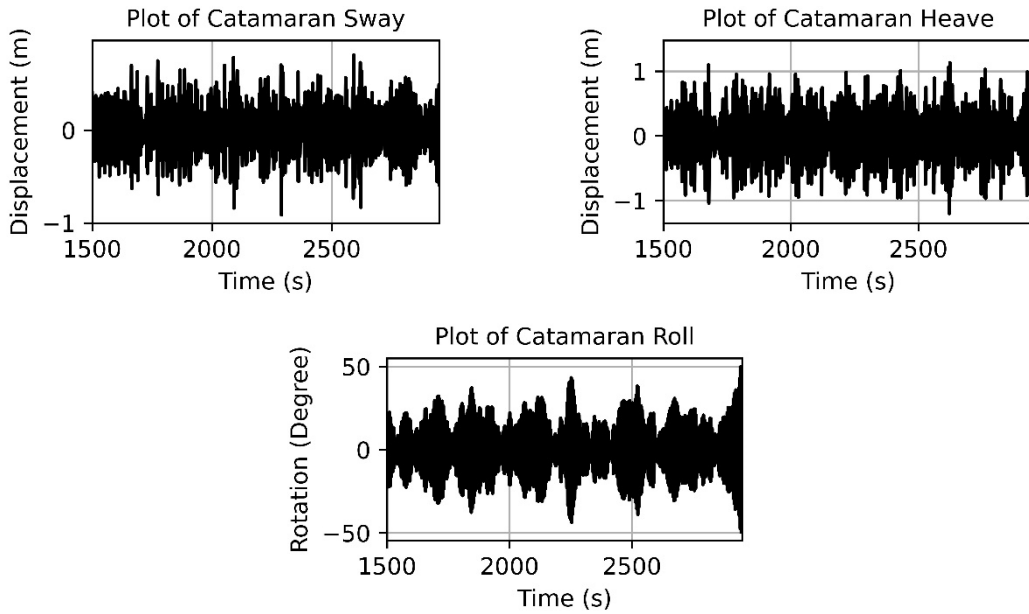 Plot of Catamaran Sway
Displacement (m)
0
−1
1500 2000 2500
Time (s)
Plot of Catamaran Heave
Displacement (m)
1
0
−1
1500 2000 2500
Time (s)
Plot of Catamaran Roll
Rotation (Degree)
50
0
−50
1500 2000 2500
Time (s)